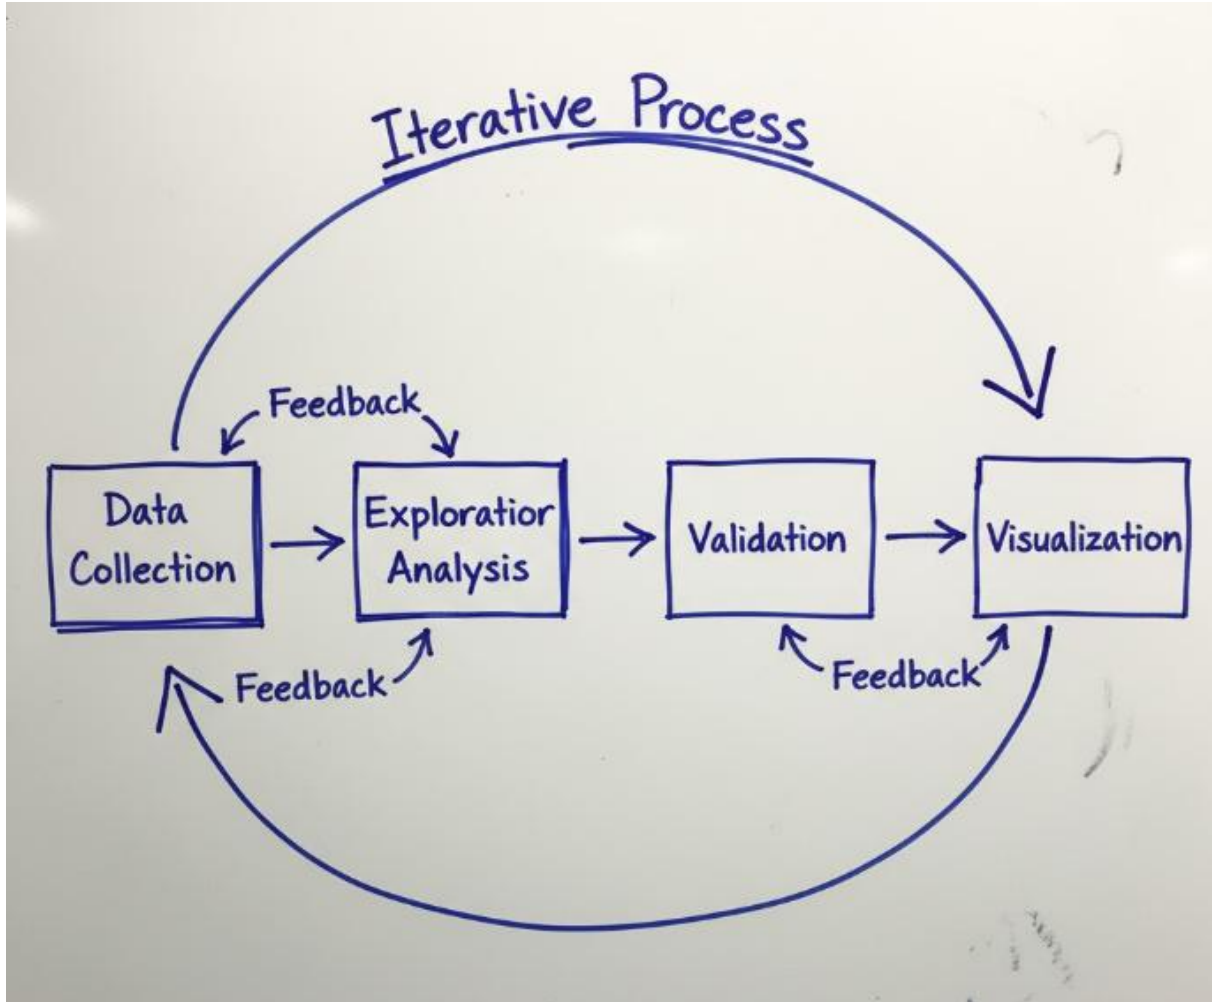 Iterative Process
Feedback
Data
Collection
Exploratior
Analysis
Validation
Visualization
Feedback
Feedback